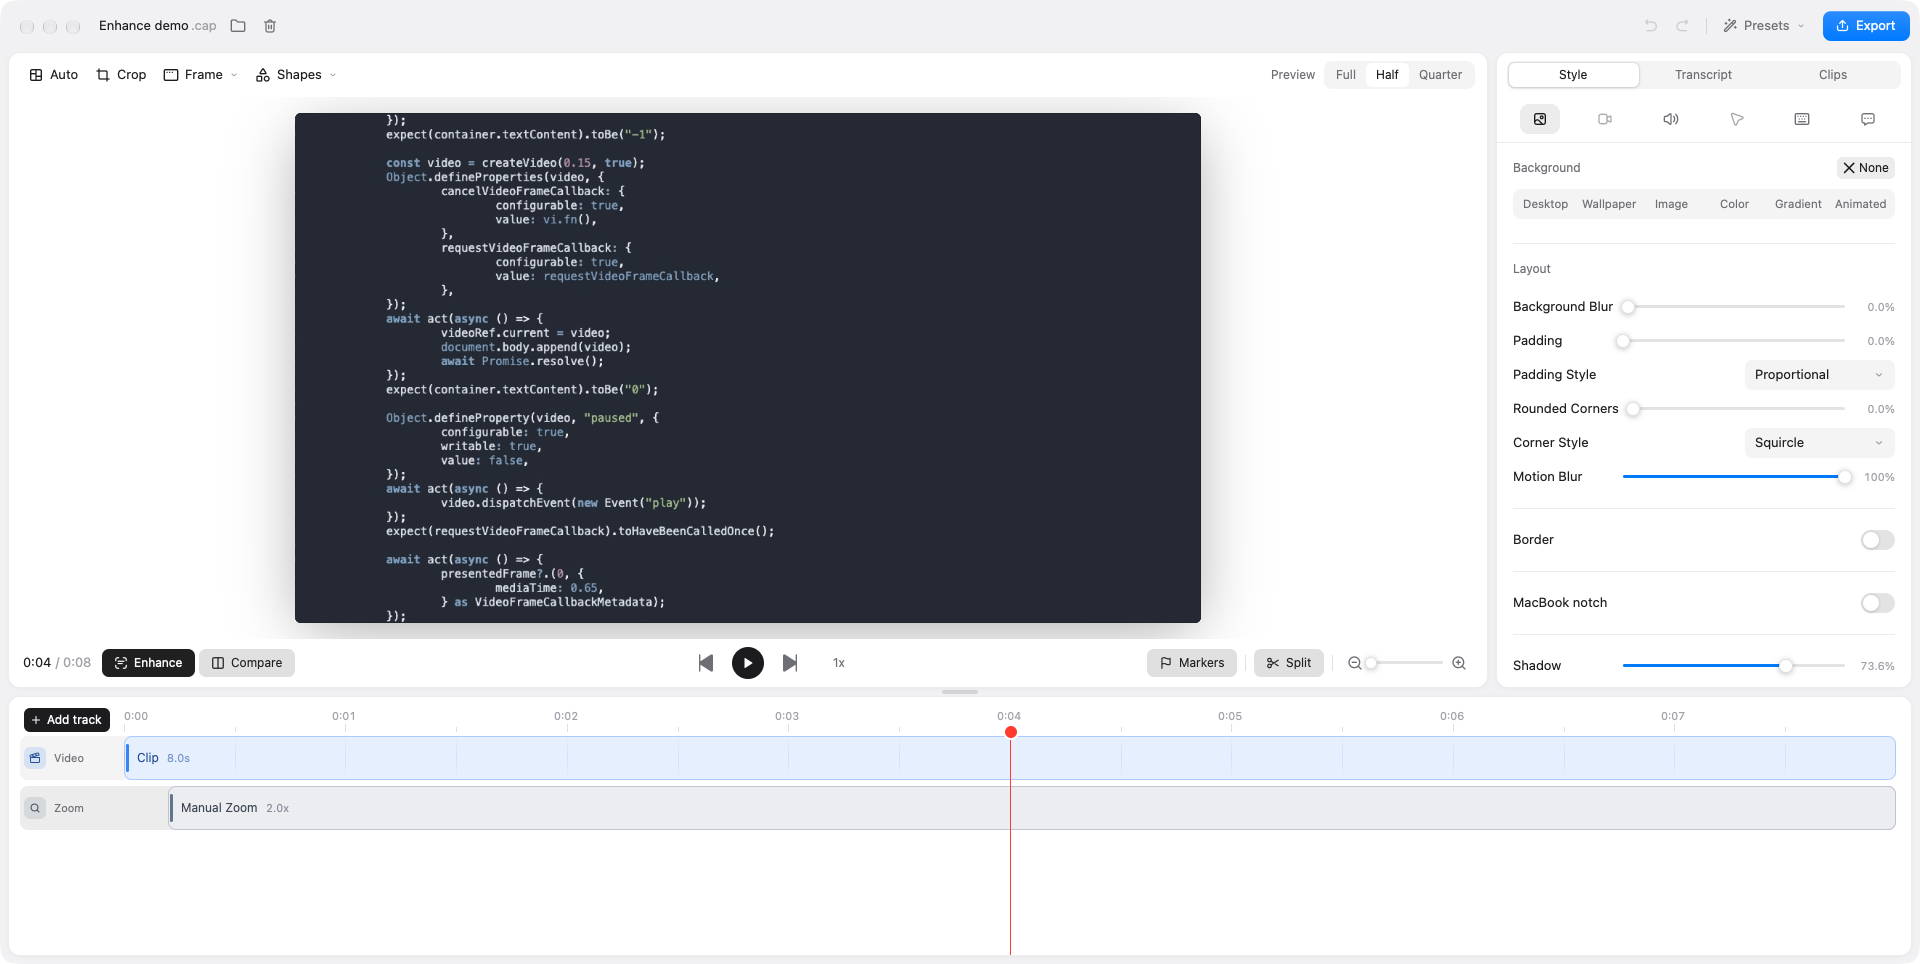 Enhance demo .cap
Presets
Export
Auto
Crop
Frame
Shapes
Preview
Full
Half
Quarter
Style
Transcript
Clips
});
expect(container.textContent).toBe("-1");
const video = createVideo(0.15, true);
Object.defineProperties(video, {
cancelVideoFrameCallback: {
configurable: true,
value: vi.fn(),
},
requestVideoFrameCallback: {
configurable: true,
value: requestVideoFrameCallback,
},
});
await act(async () => {
videoRef.current = video;
document.body.append(video);
await Promise.resolve();
});
expect(container.textContent).toBe("0");
Object.defineProperty(video, "paused", {
configurable: true,
writable: true,
value: false,
});
await act(async () => {
video.dispatchEvent(new Event("play"));
});
expect(requestVideoFrameCallback).toHaveBeenCalledOnce();
await act(async () => {
presentedFrame?.(0, {
mediaTime: 0.65,
} as VideoFrameCallbackMetadata);
});
Background
None
Desktop
Wallpaper
Image
Color
Gradient
Animated
Layout
Background Blur
0.0%
Padding
0.0%
Padding Style
Proportional
Rounded Corners
0.0%
Corner Style
Squircle
Motion Blur
100%
Border
MacBook notch
Shadow
73.6%
0:04 / 0:08
Enhance
Compare
1x
Markers
Split
+ Add track
0:00
0:01
0:02
0:03
0:04
0:05
0:06
0:07
Video
Clip 8.0s
Zoom
Manual Zoom 2.0x